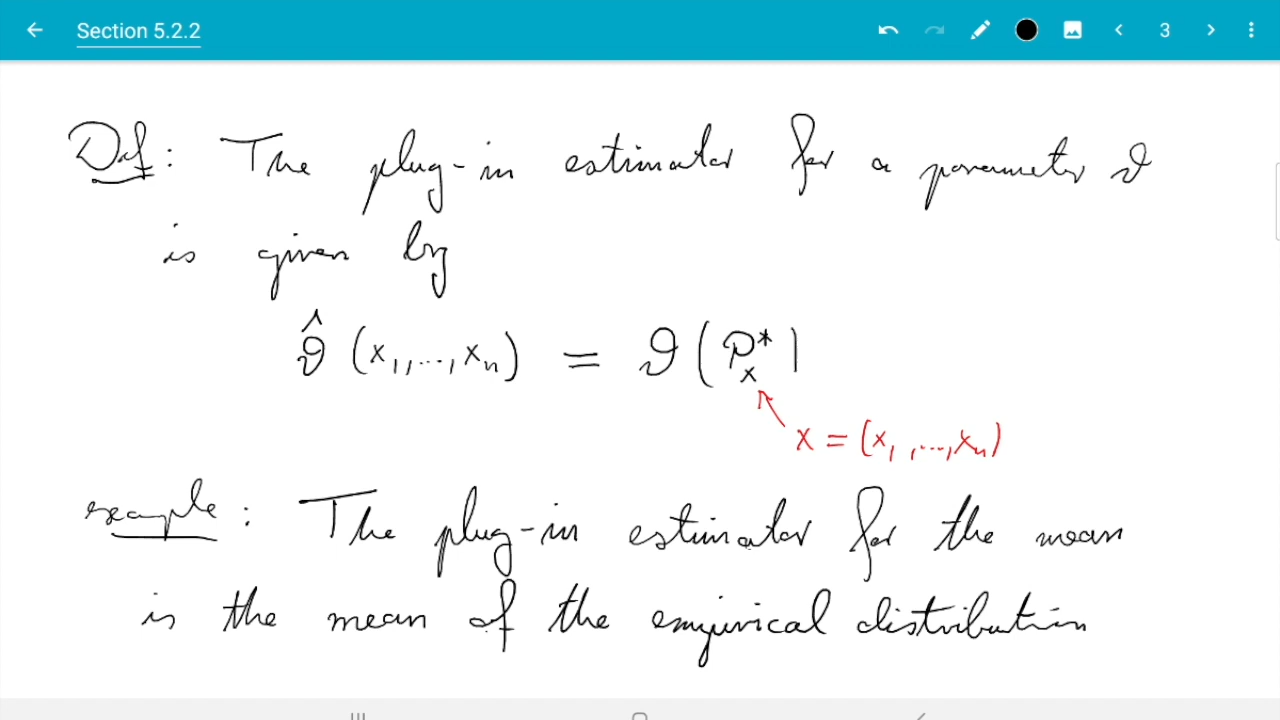 Section 5.2.2
3
Def: The plug-in estimator for a parameter ϑ
is given by
ϑ̂ (x₁,...,xₙ) = ϑ(P*ₓ)
x = (x₁,...,xₙ)
example: The plug-in estimator for the mean
is the mean of the empirical distribution